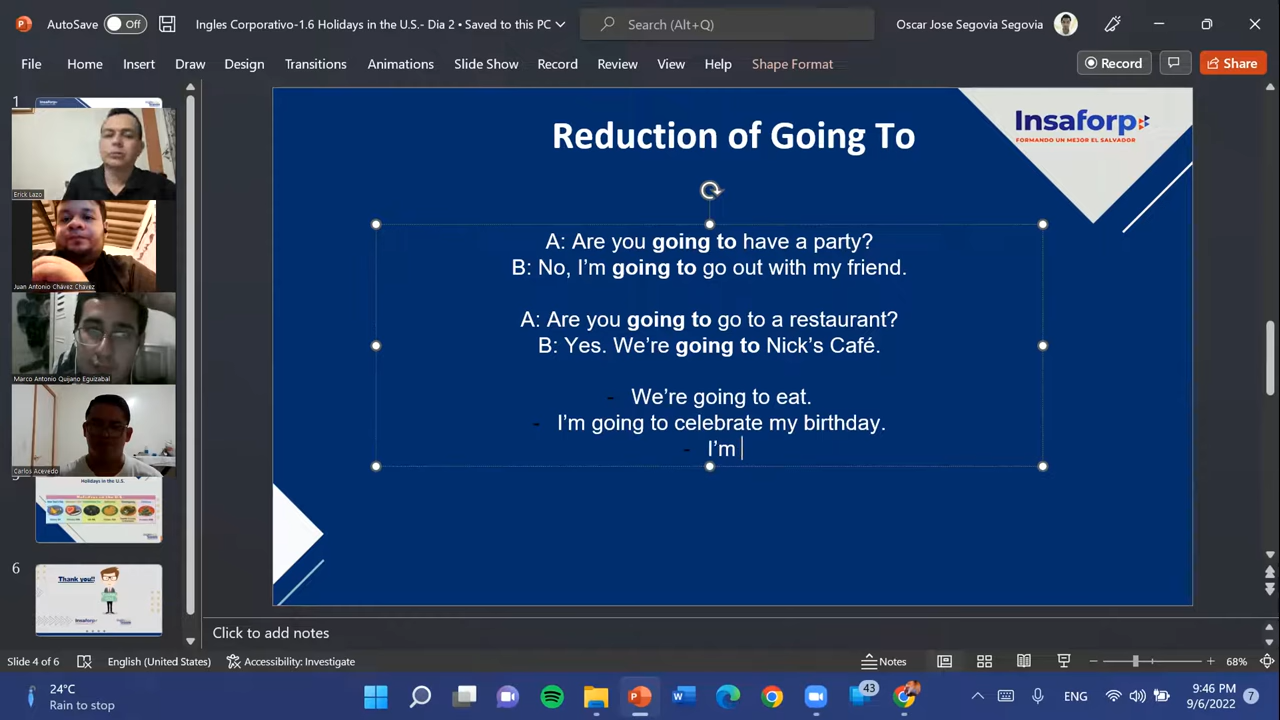 AutoSave Off Ingles Corporativo-1.6 Holidays in the U.S.- Dia 2 • Saved to this PC Search (Alt+Q) Oscar Jose Segovia Segovia
File Home Insert Draw Design Transitions Animations Slide Show Record Review View Help Shape Format Record Share
1
Erick Lazo
Juan Antonio Chávez Chavez
Marco Antonio Quijano Eguizabal
Carlos Acevedo
Holidays in the U.S.
6
Thank you!!
Insaforp
FORMANDO UN MEJOR EL SALVADOR
Reduction of Going To
A: Are you going to have a party?
B: No, I'm going to go out with my friend.
A: Are you going to go to a restaurant?
B: Yes. We're going to Nick's Café.
- We're going to eat.
- I'm going to celebrate my birthday.
- I'm
Click to add notes
Slide 4 of 6 English (United States) Accessibility: Investigate Notes 68%
24°C
Rain to stop
43
ENG
9:46 PM
9/6/2022
7